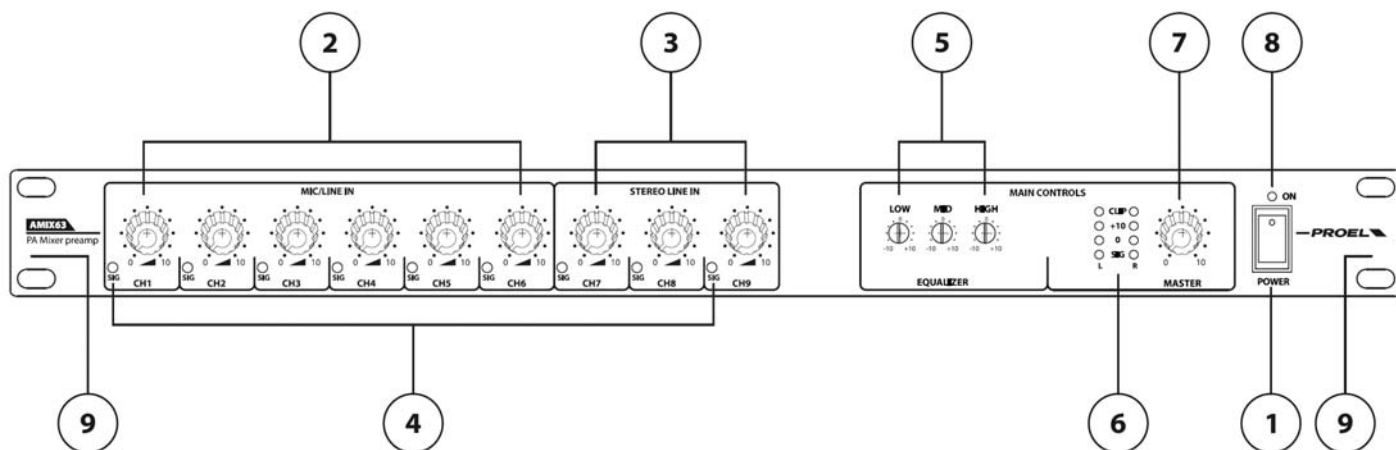 2 3 5 7 8
MIC/LINE IN STEREO LINE IN MAIN CONTROLS
ON
LOW MID HIGH CLIP
AMIX63 +10 PROEL
PA Mixer preamp 0
-10 +10 -10 +10 -10 +10 SIG
0 10 0 10 0 10 0 10 0 10 0 10 0 10 0 10 0 10 L R 0 10
SIG SIG SIG SIG SIG SIG SIG SIG SIG
CH1 CH2 CH3 CH4 CH5 CH6 CH7 CH8 CH9 EQUALIZER MASTER POWER
9 4 6 1 9